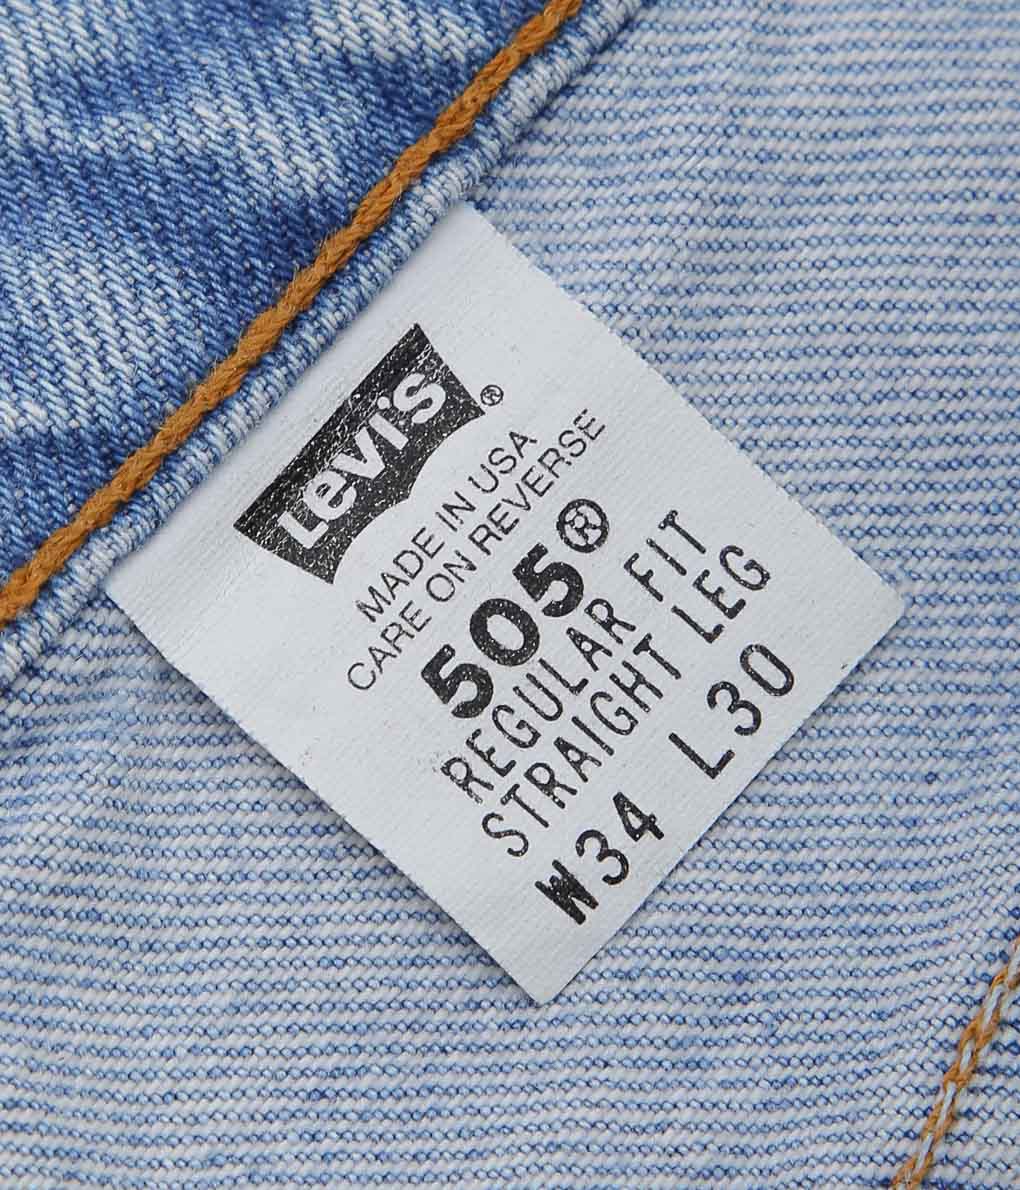 Levi's®
MADE IN USA
CARE ON REVERSE
505®
REGULAR FIT
STRAIGHT LEG
W34 L30